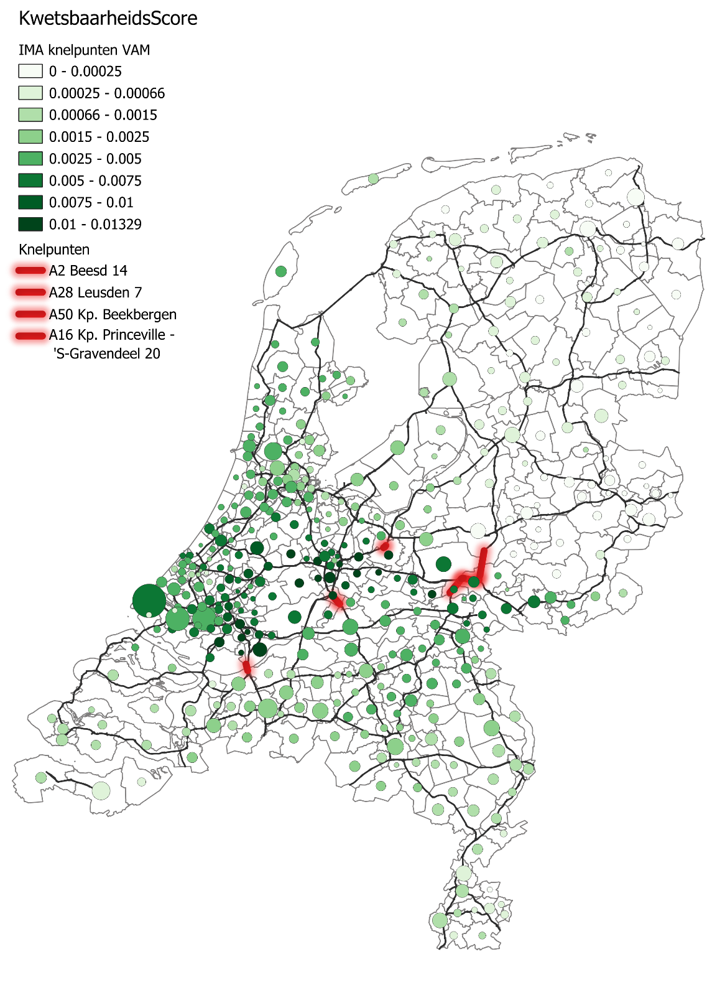 KwetsbaarheidsScore
IMA knelpunten VAM
0 - 0.00025
0.00025 - 0.00066
0.00066 - 0.0015
0.0015 - 0.0025
0.0025 - 0.005
0.005 - 0.0075
0.0075 - 0.01
0.01 - 0.01329
Knelpunten
A2 Beesd 14
A28 Leusden 7
A50 Kp. Beekbergen
A16 Kp. Princeville -
'S-Gravendeel 20